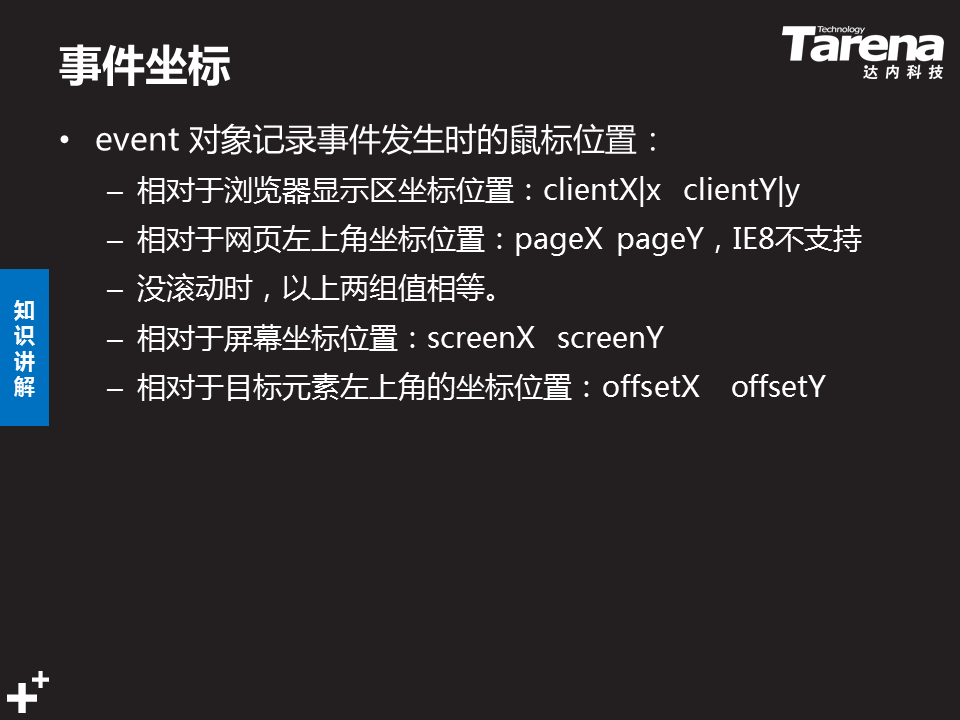 事件坐标
Technology
Tarena
达内科技
• event 对象记录事件发生时的鼠标位置：
– 相对于浏览器显示区坐标位置：clientX|x clientY|y
– 相对于网页左上角坐标位置：pageX pageY，IE8不支持
– 没滚动时，以上两组值相等。
– 相对于屏幕坐标位置：screenX screenY
– 相对于目标元素左上角的坐标位置：offsetX offsetY
知识讲解